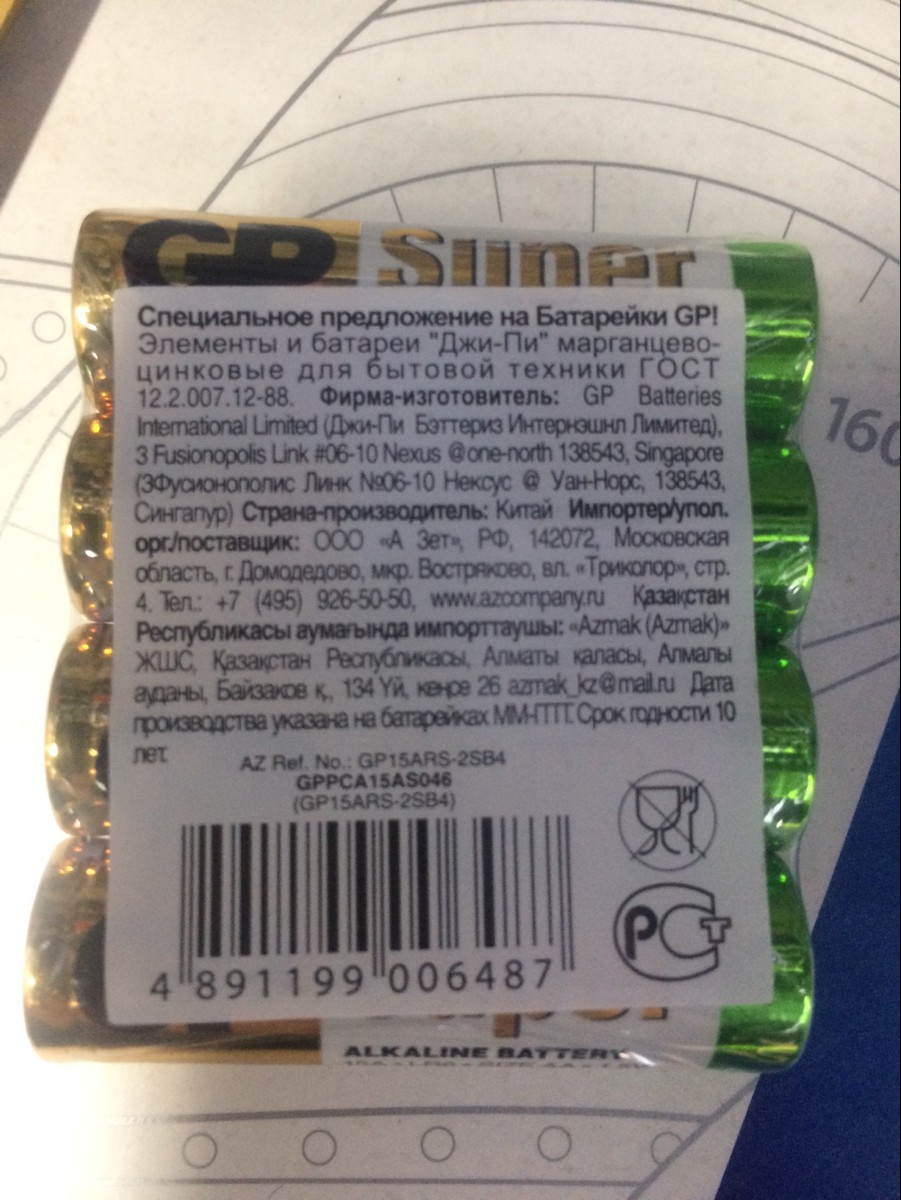 GP Super
Специальное предложение на Батарейки GP!
Элементы и батареи "Джи-Пи" марганцево-
цинковые для бытовой техники ГОСТ
12.2.007.12-88. Фирма-изготовитель: GP Batteries
International Limited (Джи-Пи Бэттериз Интернэшнл Лимитед),
3 Fusionopolis Link #06-10 Nexus @one-north 138543, Singapore
(3Фусионополис Линк №06-10 Нексус @ Уан-Норс, 138543,
Сингапур) Страна-производитель: Китай Импортер/упол.
орг./поставщик: ООО «А Зет», РФ, 142072, Московская
область, г. Домодедово, мкр. Востряково, вл. «Триколор», стр.
4. Тел.: +7 (495) 926-50-50, www.azcompany.ru Қазақстан
Республикасы аумағында импорттаушы: «Azmak (Azmak)»
ЖШС, Қазақстан Республикасы, Алматы қаласы, Алмалы
ауданы, Байзаков қ, 134 Үй, кеңсе 26 azmak_kz@mail.ru Дата
производства указана на батарейках ММ-ГГГГ. Срок годности 10
лет.
AZ Ref. No.: GP15ARS-2SB4
GPPCA15AS046
(GP15ARS-2SB4)
4 891199 006487
РСТ
Super
ALKALINE BATTERY
160